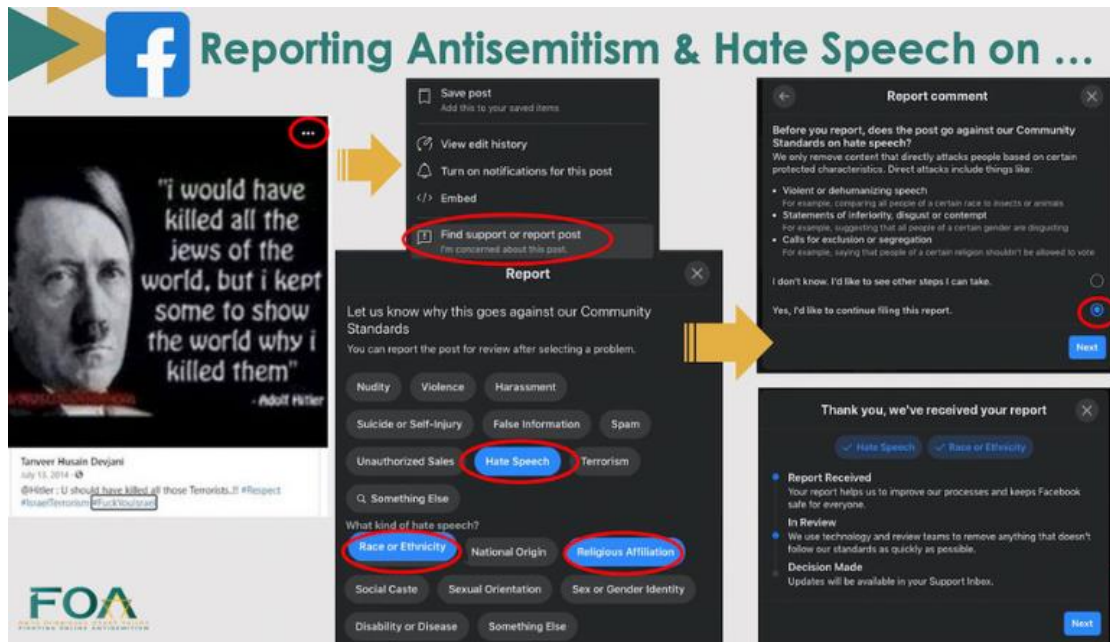 Reporting Antisemitism & Hate Speech on ...
...
"i would have
killed all the
jews of the
world, but i kept
some to show
the world why i
killed them"
- Adolf Hitler
Tanveer Husain Devjani
July 13, 2014
@Hitler : U should have killed all those Terrorists..!! #Respect
#IsraelTerrorism #FuckYouIsrael
FOA
FIGHTING ONLINE ANTISEMITISM
Save post
Add this to your saved items
View edit history
Turn on notifications for this post
</> Embed
Find support or report post
I'm concerned about this post.
Report
Let us know why this goes against our Community
Standards
You can report the post for review after selecting a problem.
Nudity Violence Harassment
Suicide or Self-Injury False Information Spam
Unauthorized Sales Hate Speech Terrorism
Something Else
What kind of hate speech?
Race or Ethnicity National Origin Religious Affiliation
Social Caste Sexual Orientation Sex or Gender Identity
Disability or Disease Something Else
Report comment
Before you report, does the post go against our Community
Standards on hate speech?
We only remove content that directly attacks people based on certain
protected characteristics. Direct attacks include things like:
• Violent or dehumanizing speech
For example, comparing all people of a certain race to insects or animals
• Statements of inferiority, disgust or contempt
For example, suggesting that all people of a certain gender are disgusting
• Calls for exclusion or segregation
For example, saying that people of a certain religion shouldn't be allowed to vote
I don't know. I'd like to see other steps I can take.
Yes, I'd like to continue filing this report.
Next
Thank you, we've received your report
Hate Speech Race or Ethnicity
Report Received
Your report helps us to improve our processes and keeps Facebook
safe for everyone.
In Review
We use technology and review teams to remove anything that doesn't
follow our standards as quickly as possible.
Decision Made
Updates will be available in your Support Inbox.
Next